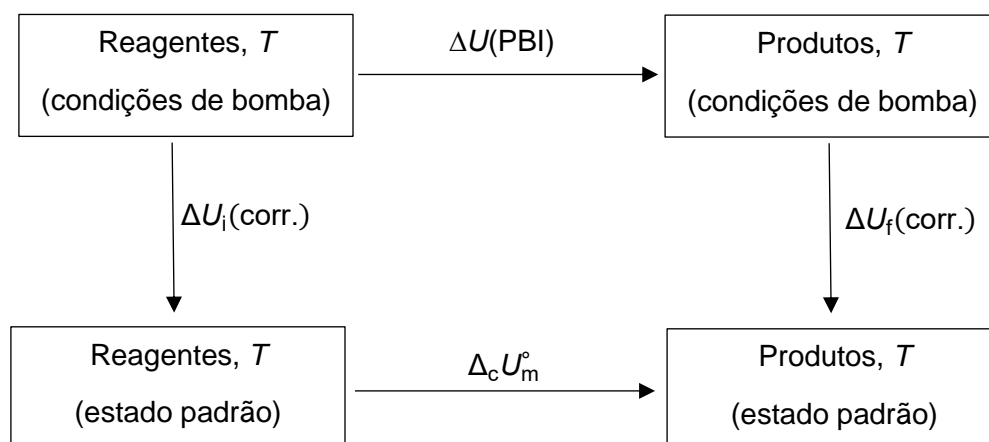 Reagentes, T
(condições de bomba)
ΔU(PBI)
Produtos, T
(condições de bomba)
ΔUi(corr.)
ΔUf(corr.)
Reagentes, T
(estado padrão)
ΔcU°m
Produtos, T
(estado padrão)